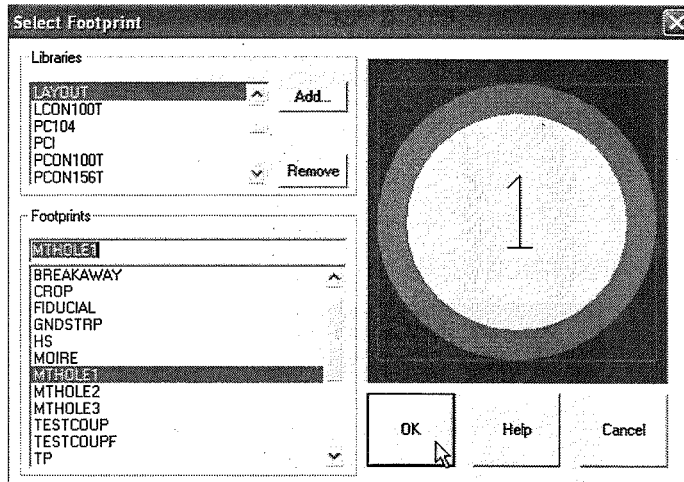 Select Footprint
Libraries
LAYOUT
LCON100T
PC104
PCI
PCON100T
PCON156T
Add...
Remove
Footprints
MTHOLE1
BREAKAWAY
CROP
FIDUCIAL
GNDSTRP
HS
MOIRE
MTHOLE1
MTHOLE2
MTHOLE3
TESTCOUP
TESTCOUPF
TP
1
OK
Help
Cancel